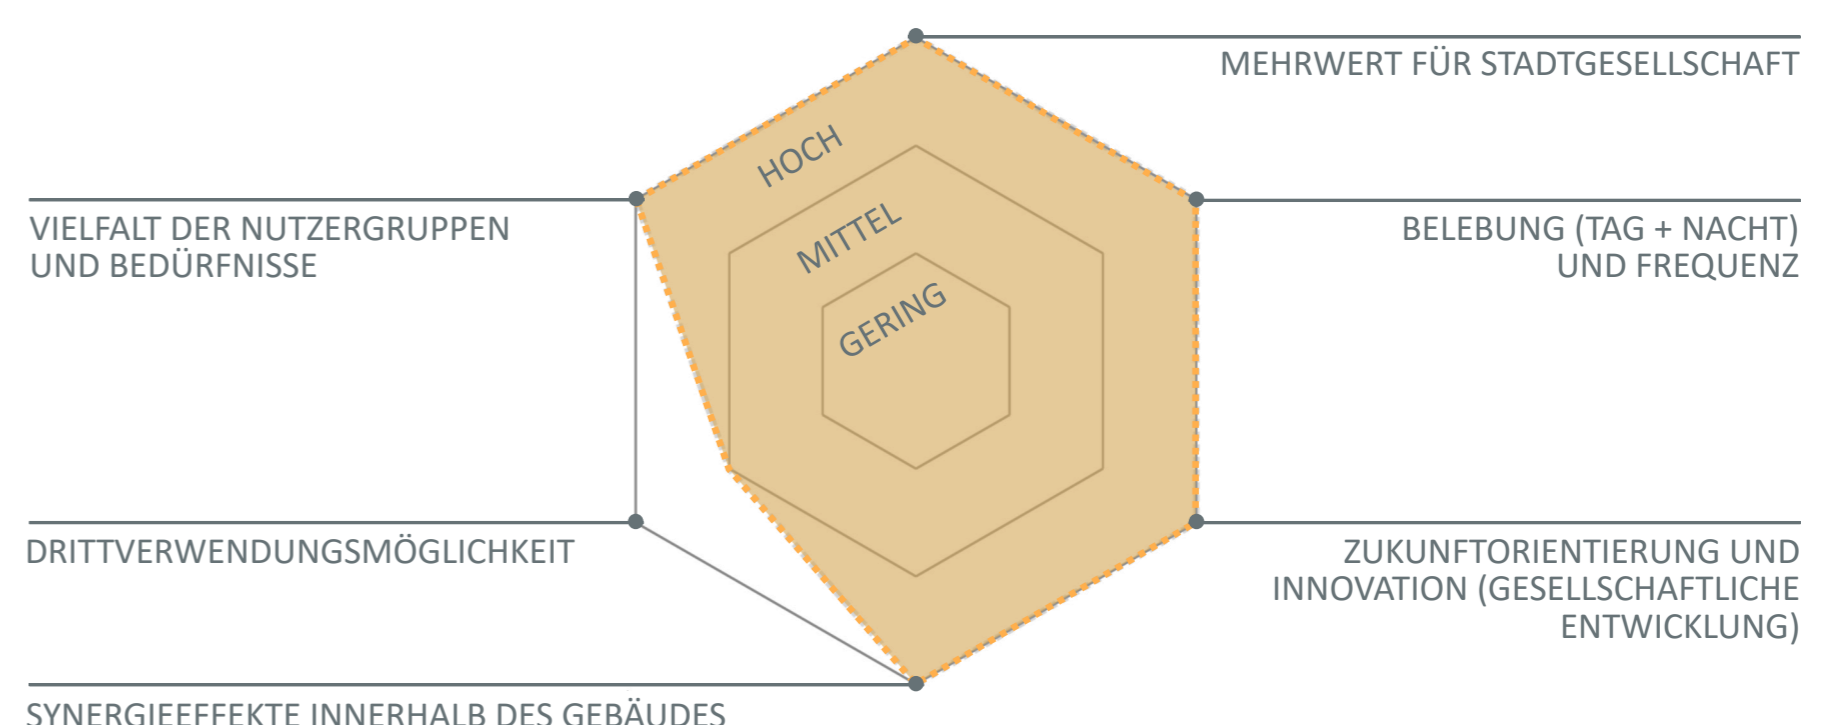 MEHRWERT FÜR STADTGESELLSCHAFT
HOCH
MITTEL
GERING
VIELFALT DER NUTZERGRUPPEN
UND BEDÜRFNISSE
BELEBUNG (TAG + NACHT)
UND FREQUENZ
DRITTVERWENDUNGSMÖGLICHKEIT
ZUKUNFTORIENTIERUNG UND
INNOVATION (GESELLSCHAFTLICHE
ENTWICKLUNG)
SYNERGIEEFFEKTE INNERHALB DES GEBÄUDES